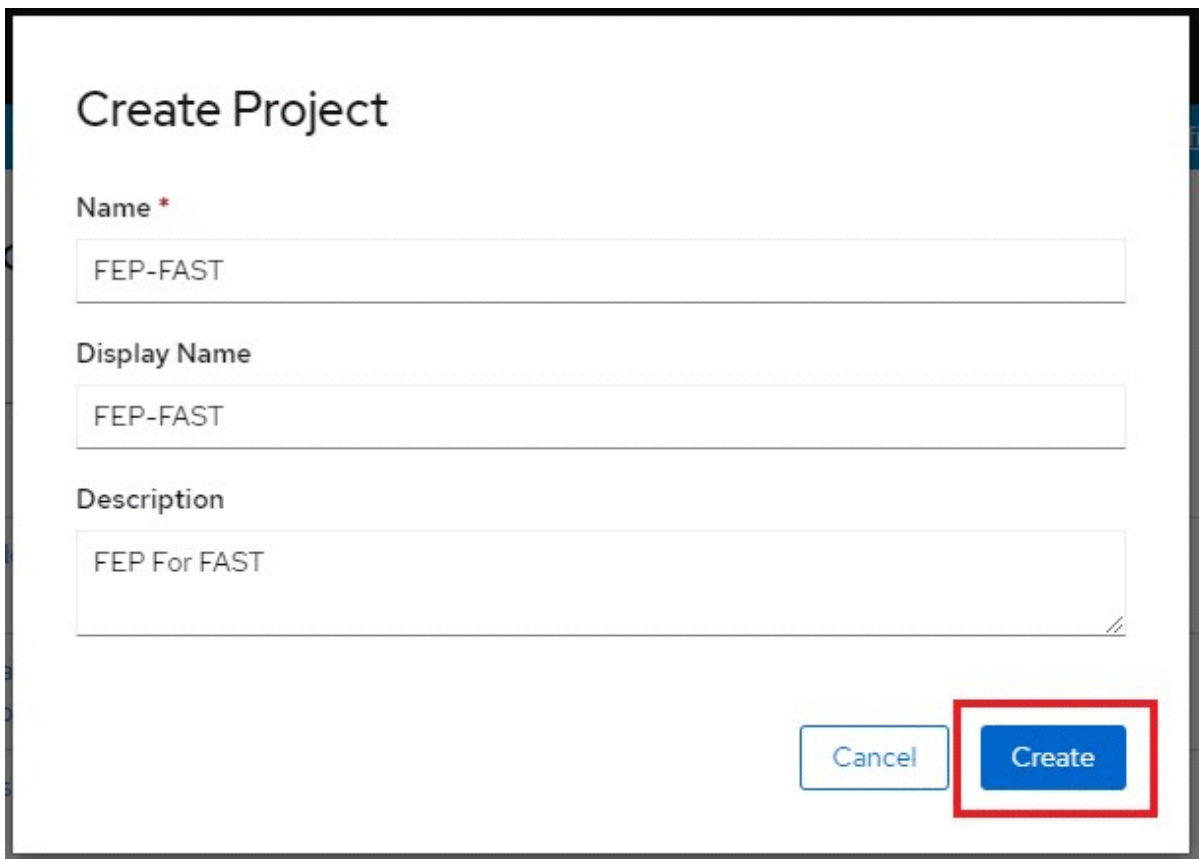 Create Project
Name *
FEP-FAST
Display Name
FEP-FAST
Description
FEP For FAST
Cancel
Create